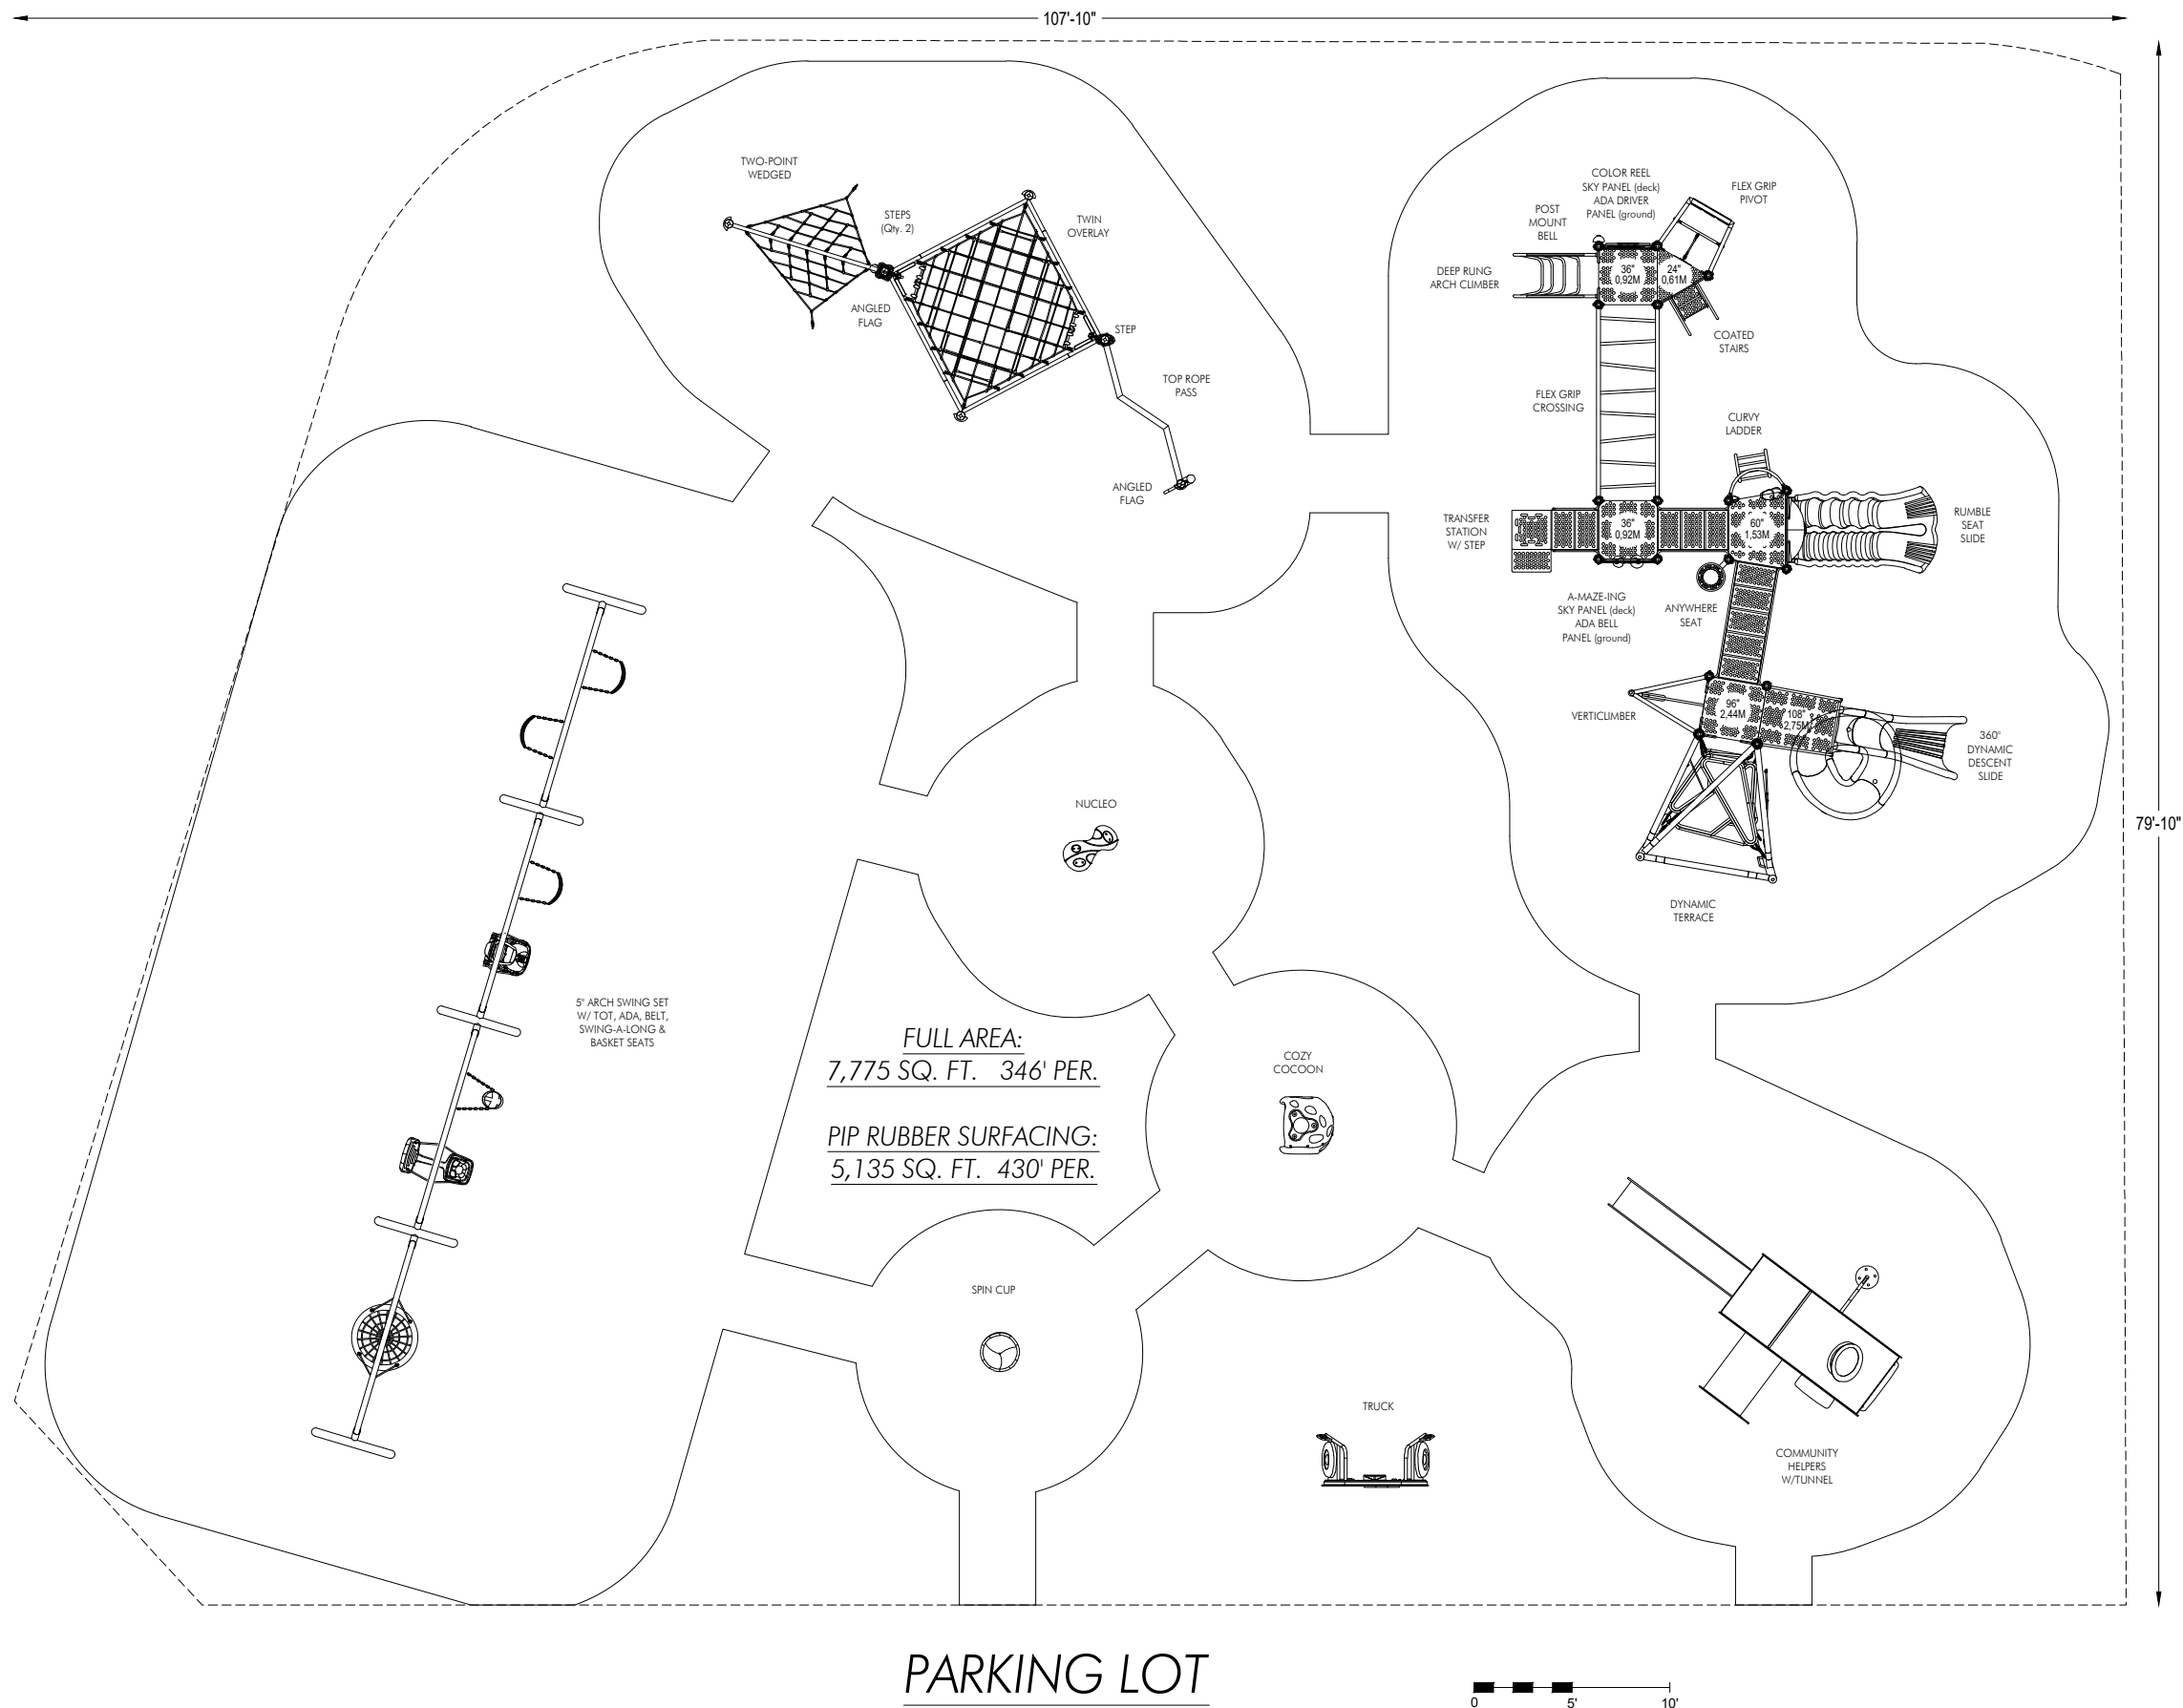 107'-10"
TWO-POINT
WEDGED
STEPS
(Qty. 2)
TWIN
OVERLAY
ANGLED
FLAG
STEP
TOP ROPE
PASS
ANGLED
FLAG
COLOR REEL
SKY PANEL (deck)
ADA DRIVER
PANEL (ground)
FLEX GRIP
PIVOT
POST
MOUNT
BELL
DEEP RUNG
ARCH CLIMBER
36"
0,92M
24"
0,61M
COATED
STAIRS
FLEX GRIP
CROSSING
CURVY
LADDER
TRANSFER
STATION
W/ STEP
36"
0,92M
60"
1,53M
RUMBLE
SEAT
SLIDE
A-MAZE-ING
SKY PANEL (deck)
ADA BELL
PANEL (ground)
ANYWHERE
SEAT
VERTICLIMBER
96"
2,44M
108"
2,75M
360°
DYNAMIC
DESCENT
SLIDE
DYNAMIC
TERRACE
79'-10"
NUCLEO
5" ARCH SWING SET
W/ TOT, ADA, BELT,
SWING-A-LONG &
BASKET SEATS
FULL AREA:
7,775 SQ. FT. 346' PER.
PIP RUBBER SURFACING:
5,135 SQ. FT. 430' PER.
COZY
COCOON
SPIN CUP
TRUCK
COMMUNITY
HELPERS
W/TUNNEL
PARKING LOT
0 5' 10'